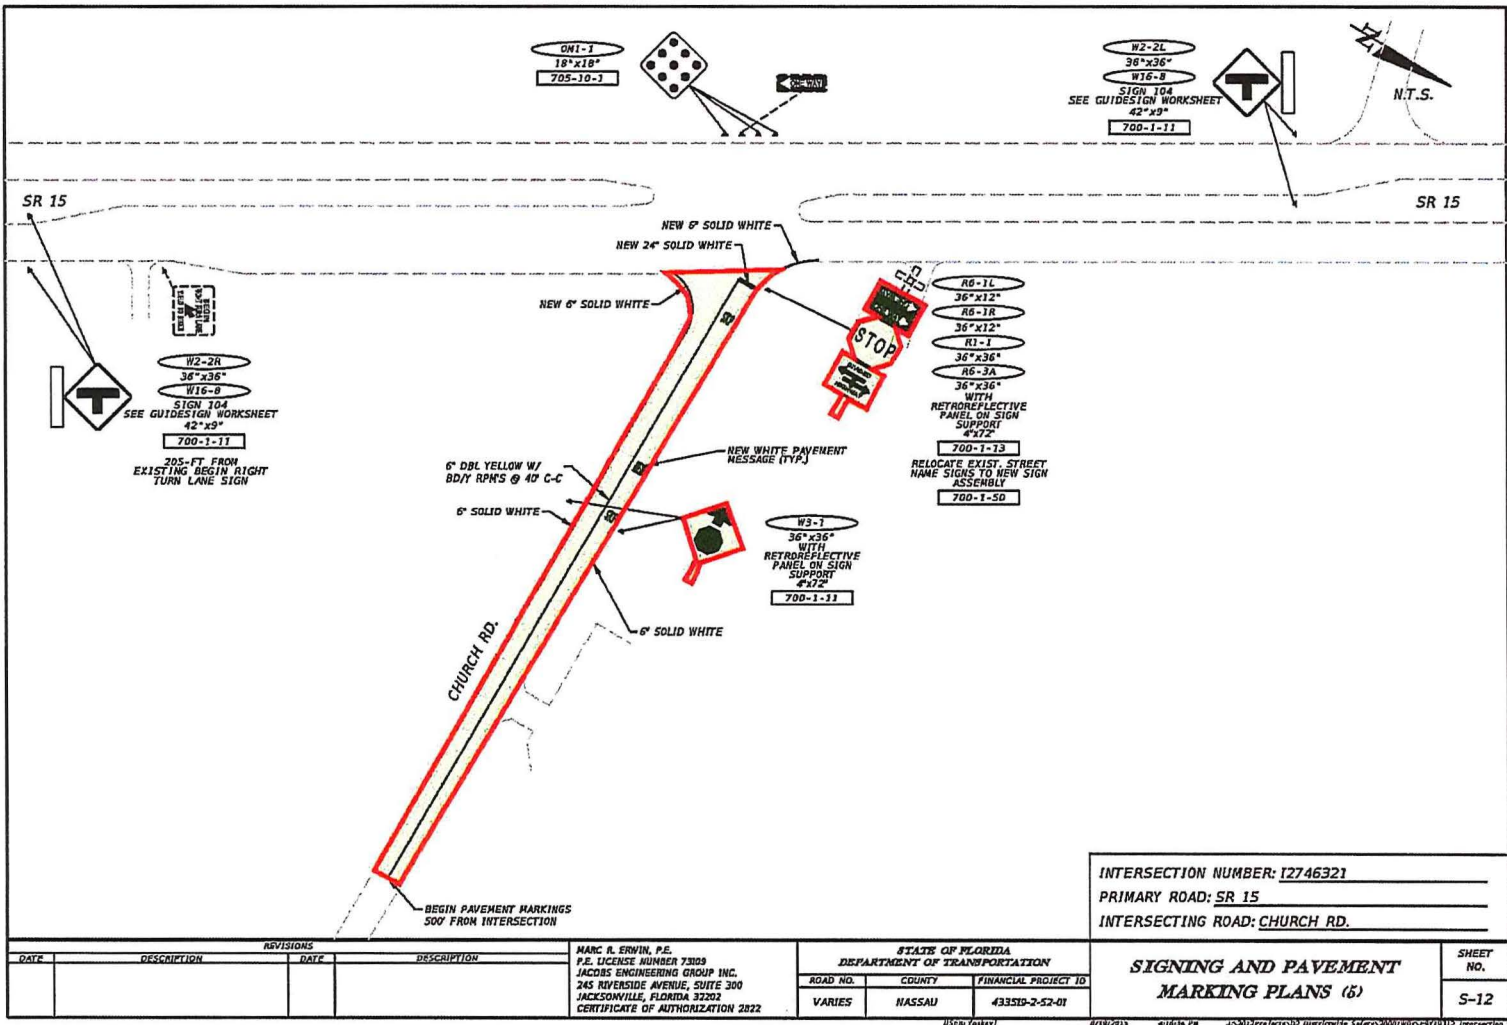 OM1-1
18"x18"
705-10-1
ONE WAY
W2-2L
36"x36"
W16-8
SIGN 104
SEE GUIDESIGN WORKSHEET
42"x9"
700-1-11
N
N.T.S.
SR 15
SR 15
NEW 6" SOLID WHITE
NEW 24" SOLID WHITE
NEW 6" SOLID WHITE
STOP
R6-1L
36"x12"
R6-1R
36"x12"
R1-1
36"x36"
R6-3A
36"x36"
WITH
RETROREFLECTIVE
PANEL ON SIGN
SUPPORT
4"x72"
700-1-13
RELOCATE EXIST. STREET
NAME SIGNS TO NEW SIGN
ASSEMBLY
700-1-50
W2-2R
36"x36"
W16-8
SIGN 104
SEE GUIDESIGN WORKSHEET
42"x9"
700-1-11
205-FT FROM
EXISTING BEGIN RIGHT
TURN LANE SIGN
NEW WHITE PAVEMENT
MESSAGE (TYP.)
6" DBL YELLOW W/
BD/Y RPM'S @ 40' C-C
6" SOLID WHITE
W3-1
36"x36"
WITH
RETROREFLECTIVE
PANEL ON SIGN
SUPPORT
4"x72"
700-1-11
6" SOLID WHITE
CHURCH RD.
BEGIN PAVEMENT MARKINGS
500' FROM INTERSECTION
INTERSECTION NUMBER: I2746321
PRIMARY ROAD: SR 15
INTERSECTING ROAD: CHURCH RD.
REVISIONS
DATE DESCRIPTION DATE DESCRIPTION
MARC R. ERWIN, P.E.
P.E. LICENSE NUMBER 73109
JACOBS ENGINEERING GROUP INC.
245 RIVERSIDE AVENUE, SUITE 300
JACKSONVILLE, FLORIDA 32202
CERTIFICATE OF AUTHORIZATION 2822
STATE OF FLORIDA
DEPARTMENT OF TRANSPORTATION
ROAD NO. COUNTY FINANCIAL PROJECT ID
VARIES NASSAU 433519-2-52-01
SIGNING AND PAVEMENT
MARKING PLANS (6)
SHEET
NO.
S-12